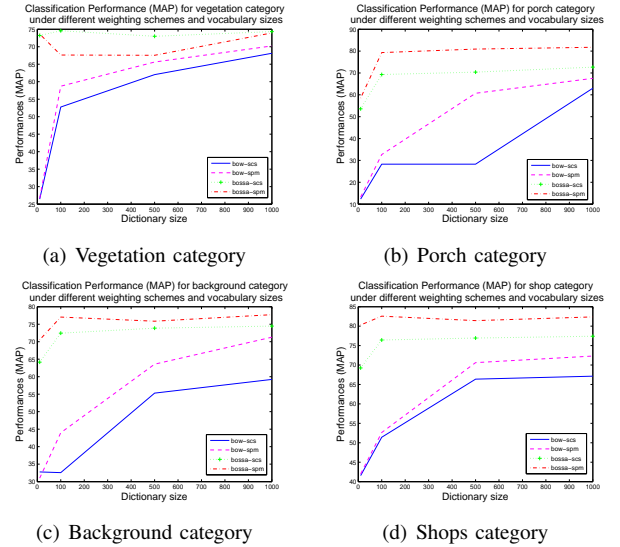 Classification Performance (MAP) for vegetation category
under different weighting schemes and vocabulary sizes
75
70
65
60
55
50
45
40
35
30
25
Performances (MAP)
bow−scs
bow−spm
bossa−scs
bossa−spm
0 100 200 300 400 500 600 700 800 900 1000
Dictionary size
(a) Vegetation category
Classification Performance (MAP) for porch category
under different weighting schemes and vocabulary sizes
90
80
70
60
50
40
30
20
10
Performances (MAP)
bow−scs
bow−spm
bossa−scs
bossa−spm
0 100 200 300 400 500 600 700 800 900 1000
Dictionary size
(b) Porch category
Classification Performance (MAP) for background category
under different weighting schemes and vocabulary sizes
80
75
70
65
60
55
50
45
40
35
30
Performances (MAP)
bow−scs
bow−spm
bossa−scs
bossa−spm
0 100 200 300 400 500 600 700 800 900 1000
Dictionary size
(c) Background category
Classification Performance (MAP) for shop category
under different weighting schemes and vocabulary sizes
85
80
75
70
65
60
55
50
45
40
Performances (MAP)
bow−scs
bow−spm
bossa−scs
bossa−spm
0 100 200 300 400 500 600 700 800 900 1000
Dictionary size
(d) Shops category